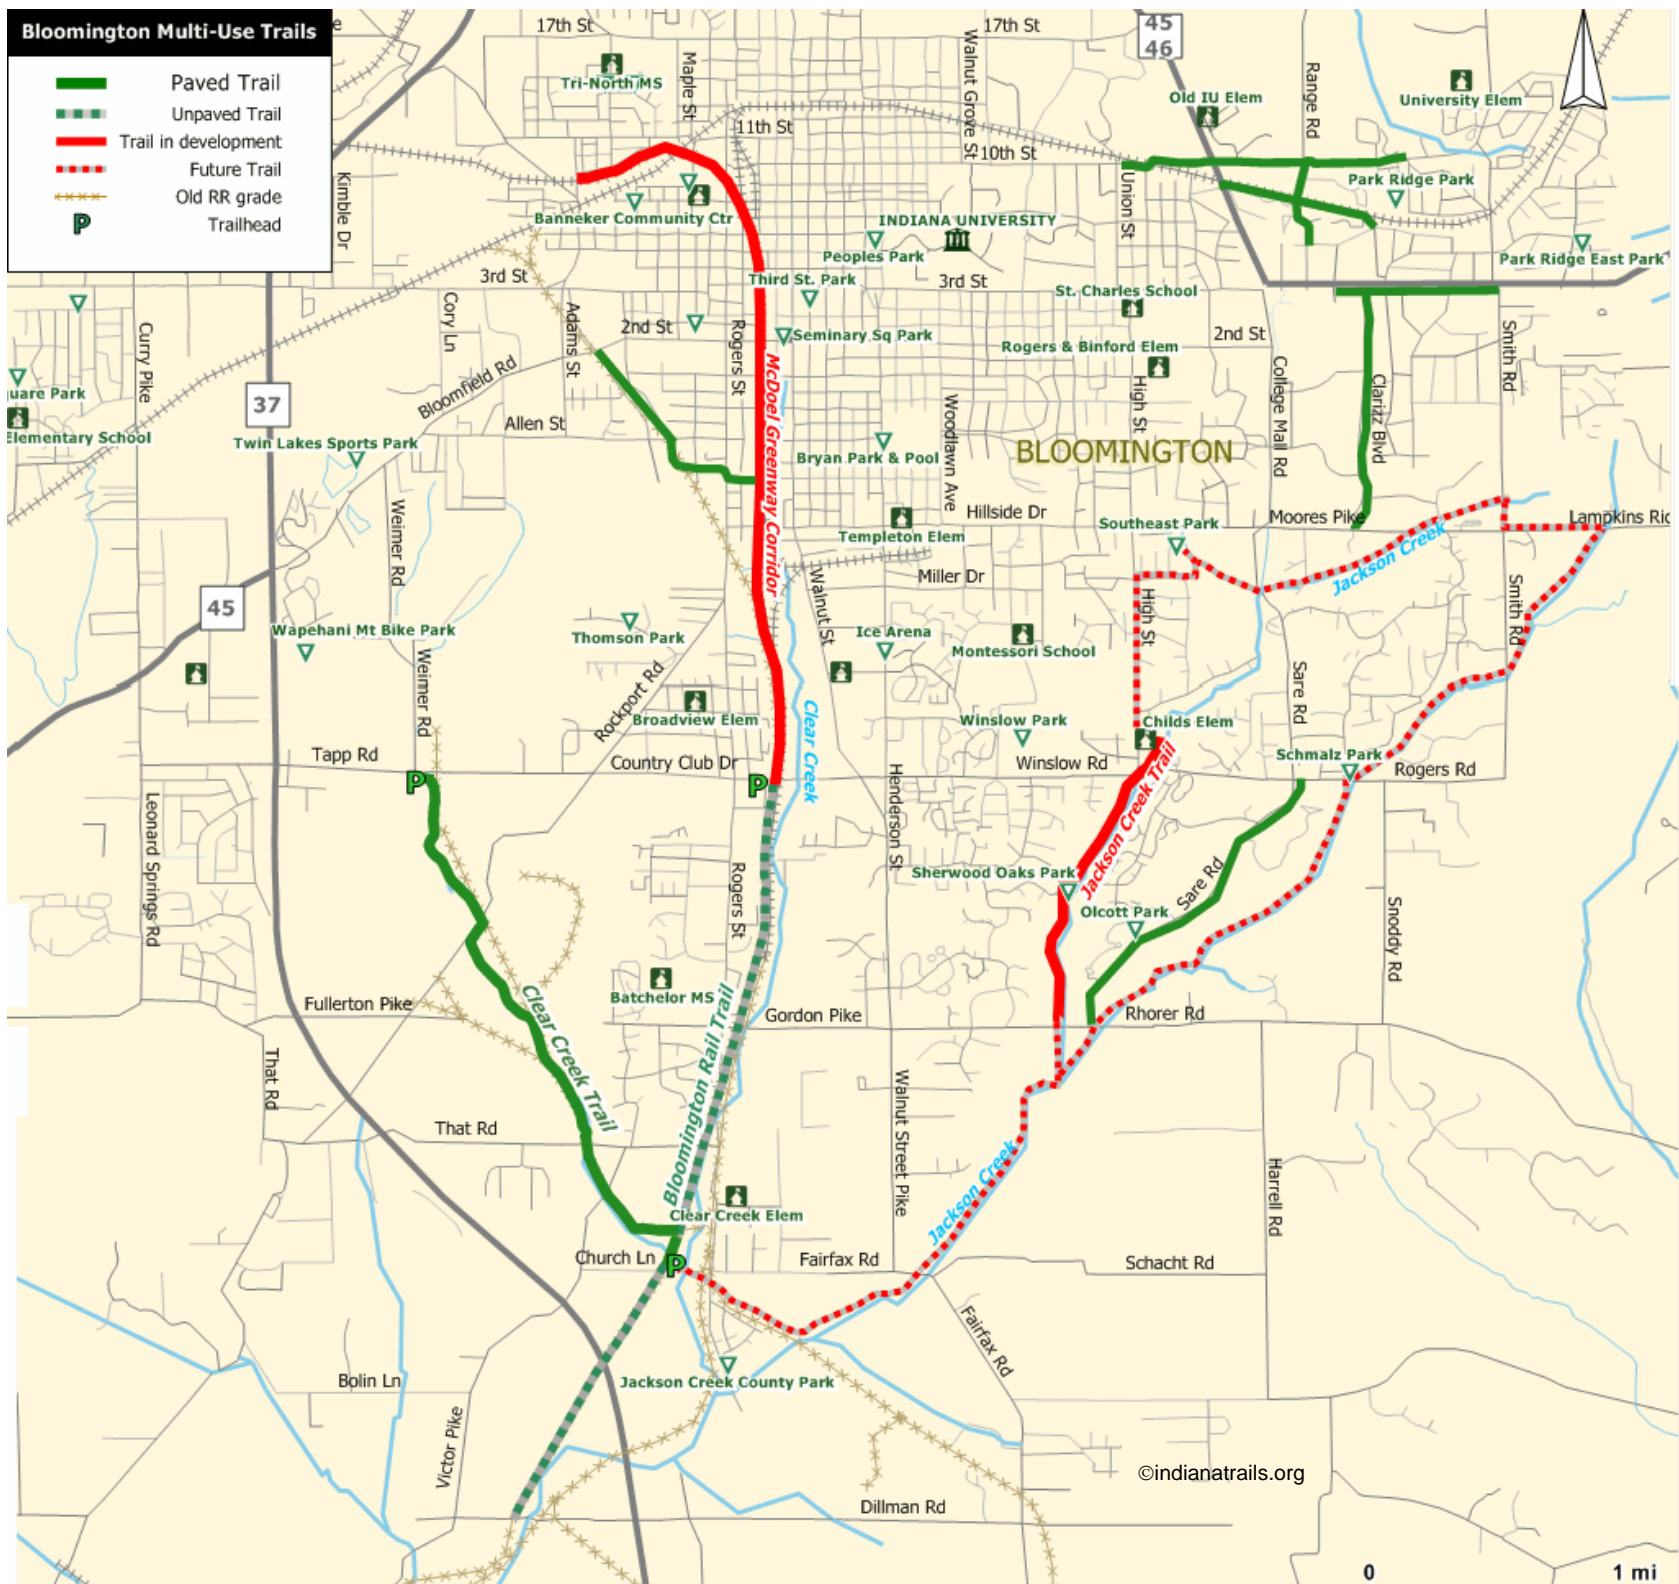 Bloomington Multi-Use Trails
Paved Trail
Unpaved Trail
Trail in development
Future Trail
Old RR grade
P
Trailhead
17th St
17th St
45
46
Tri-North MS
Maple St
Walnut Grove St
Range Rd
Old IU Elem
University Elem
11th St
10th St
Kimble Dr
Union St
Park Ridge Park
Banneker Community Ctr
INDIANA UNIVERSITY
Peoples Park
Park Ridge East Park
3rd St
Third St. Park
3rd St
St. Charles School
Cory Ln
Adams St
2nd St
Rogers St
Seminary Sq Park
2nd St
Curry Pike
Rogers & Binford Elem
Smith Rd
Bloomfield Rd
McDoel Greenway Corridor
High St
College Mall Rd
Clarizz Blvd
uare Park
37
Allen St
Woodlawn Ave
Elementary School
Twin Lakes Sports Park
Bryan Park & Pool
BLOOMINGTON
Weimer Rd
Hillside Dr
Southeast Park
Moores Pike
Lampkins Ric
Templeton Elem
Jackson Creek
Miller Dr
45
Walnut St
High St
Smith Rd
Wapehani Mt Bike Park
Thomson Park
Ice Arena
Montessori School
Weirmer Rd
Rockport Rd
Sare Rd
Broadview Elem
Clear Creek
Winslow Park
Childs Elem
Tapp Rd
Country Club Dr
Winslow Rd
Schmalz Park
Rogers Rd
P
P
Leonard Springs Rd
Henderson St
Jackson Creek Trail
Rogers St
Sherwood Oaks Park
Sare Rd
Olcott Park
Snoddy Rd
Batchelor MS
Fullerton Pike
Clear Creek Trail
Gordon Pike
Rhorer Rd
Bloomington Rail Trail
That Rd
That Rd
Walnut Street Pike
Jackson Creek
Harrell Rd
Clear Creek Elem
Church Ln
P
Fairfax Rd
Schacht Rd
Fairfax Rd
Bolin Ln
Jackson Creek County Park
Victor Pike
©indianatrails.org
Dillman Rd
0
1 mi